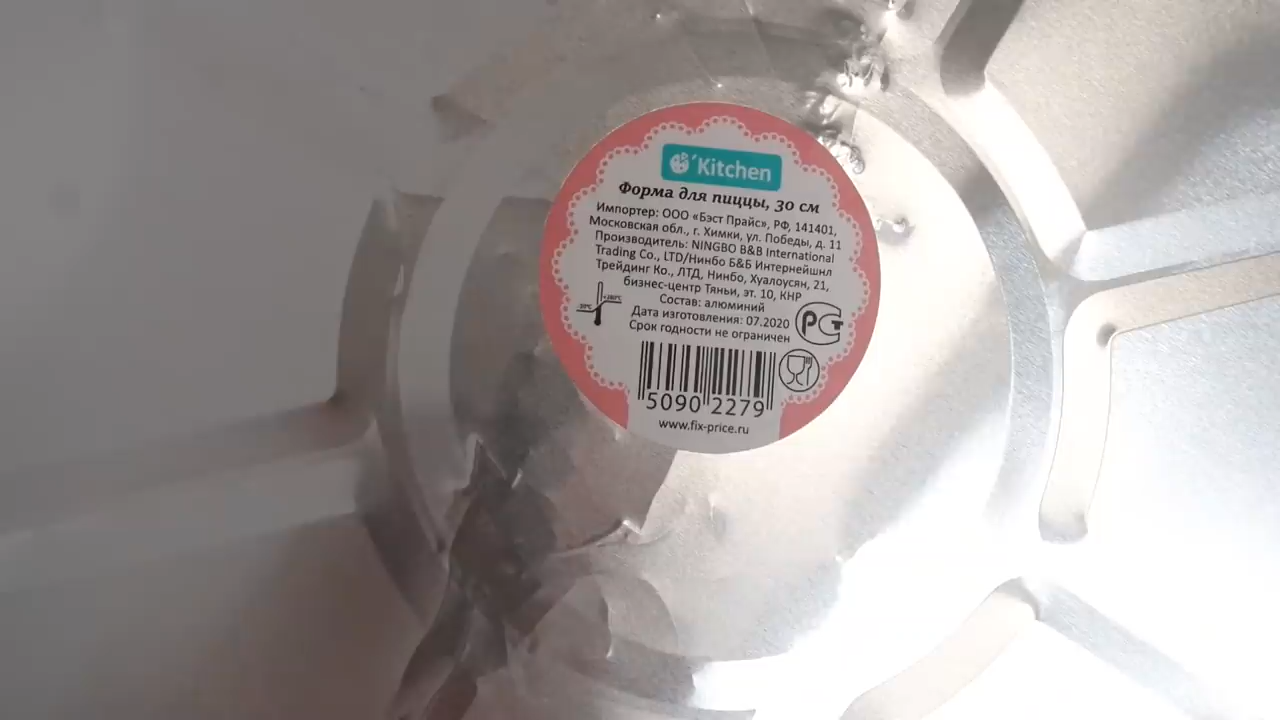 'Kitchen
Форма для пиццы, 30 см
Импортер: ООО «Бэст Прайс», РФ, 141401,
Московская обл., г. Химки, ул. Победы, д. 11
Производитель: NINGBO B&B International
Trading Co., LTD/Нинбо Б&Б Интернейшнл
Трейдинг Ко., ЛТД, Нинбо, Хуалоусян, 21,
бизнес-центр Тяньи, эт. 10, КНР
Состав: алюминий
Дата изготовления: 07.2020
Срок годности не ограничен
РСТ
5090 2279
www.fix-price.ru